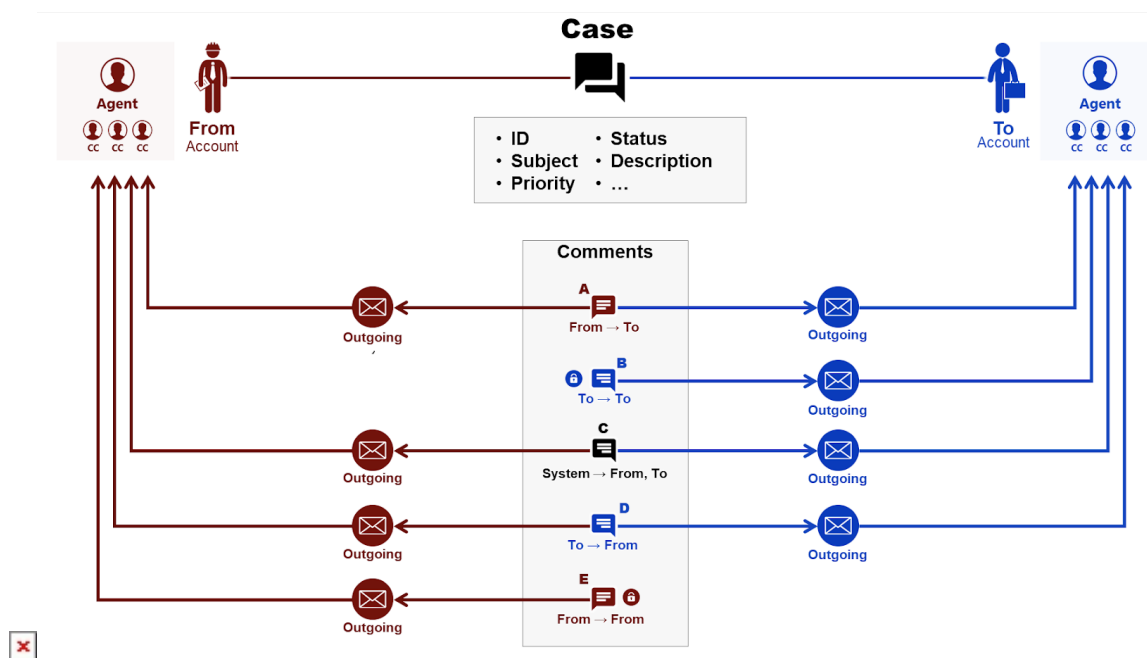 Case
Agent
cc cc cc
From
Account
To
Account
Agent
cc cc cc
• ID
• Subject
• Priority
• Status
• Description
• ...
Comments
A
From → To
Outgoing
Outgoing
B
To → To
Outgoing
C
System → From, To
Outgoing
Outgoing
D
To → From
Outgoing
Outgoing
E
From → From
Outgoing